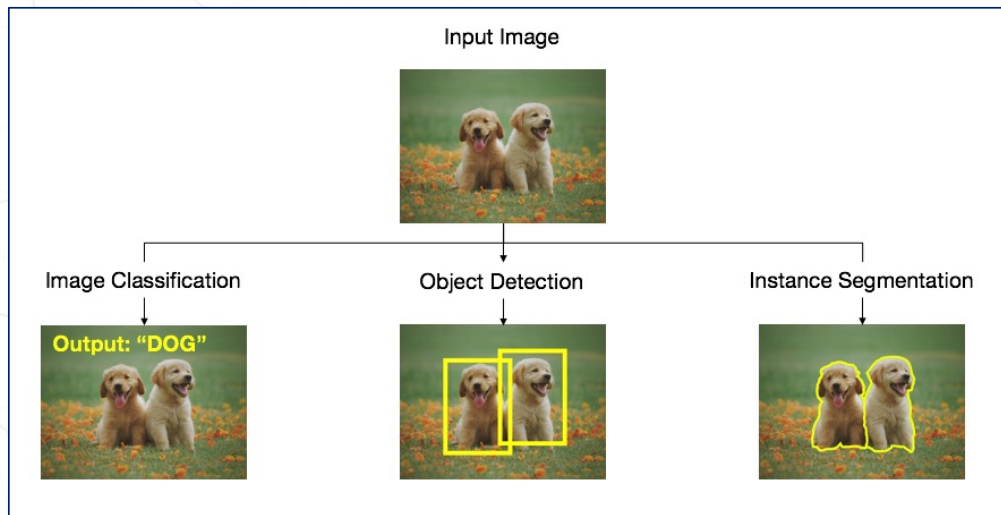 Input Image
Image Classification
Object Detection
Instance Segmentation
Output: “DOG”